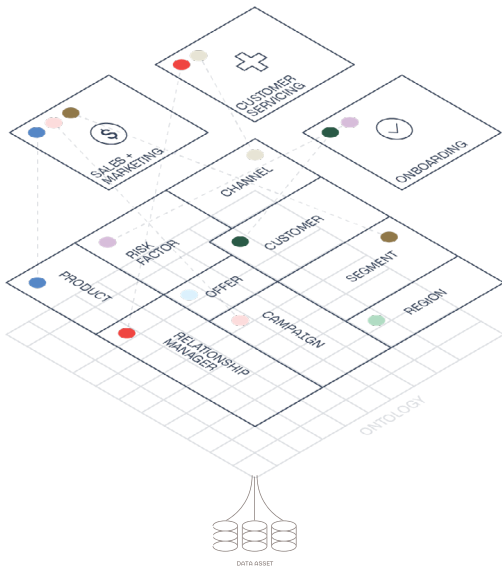 CUSTOMER
SERVICING
$
SALES +
MARKETING
ONBOARDING
CHANNEL
RISK
FACTOR
CUSTOMER
SEGMENT
PRODUCT
OFFER
REGION
CAMPAIGN
RELATIONSHIP
MANAGER
ONTOLOGY
DATA ASSET